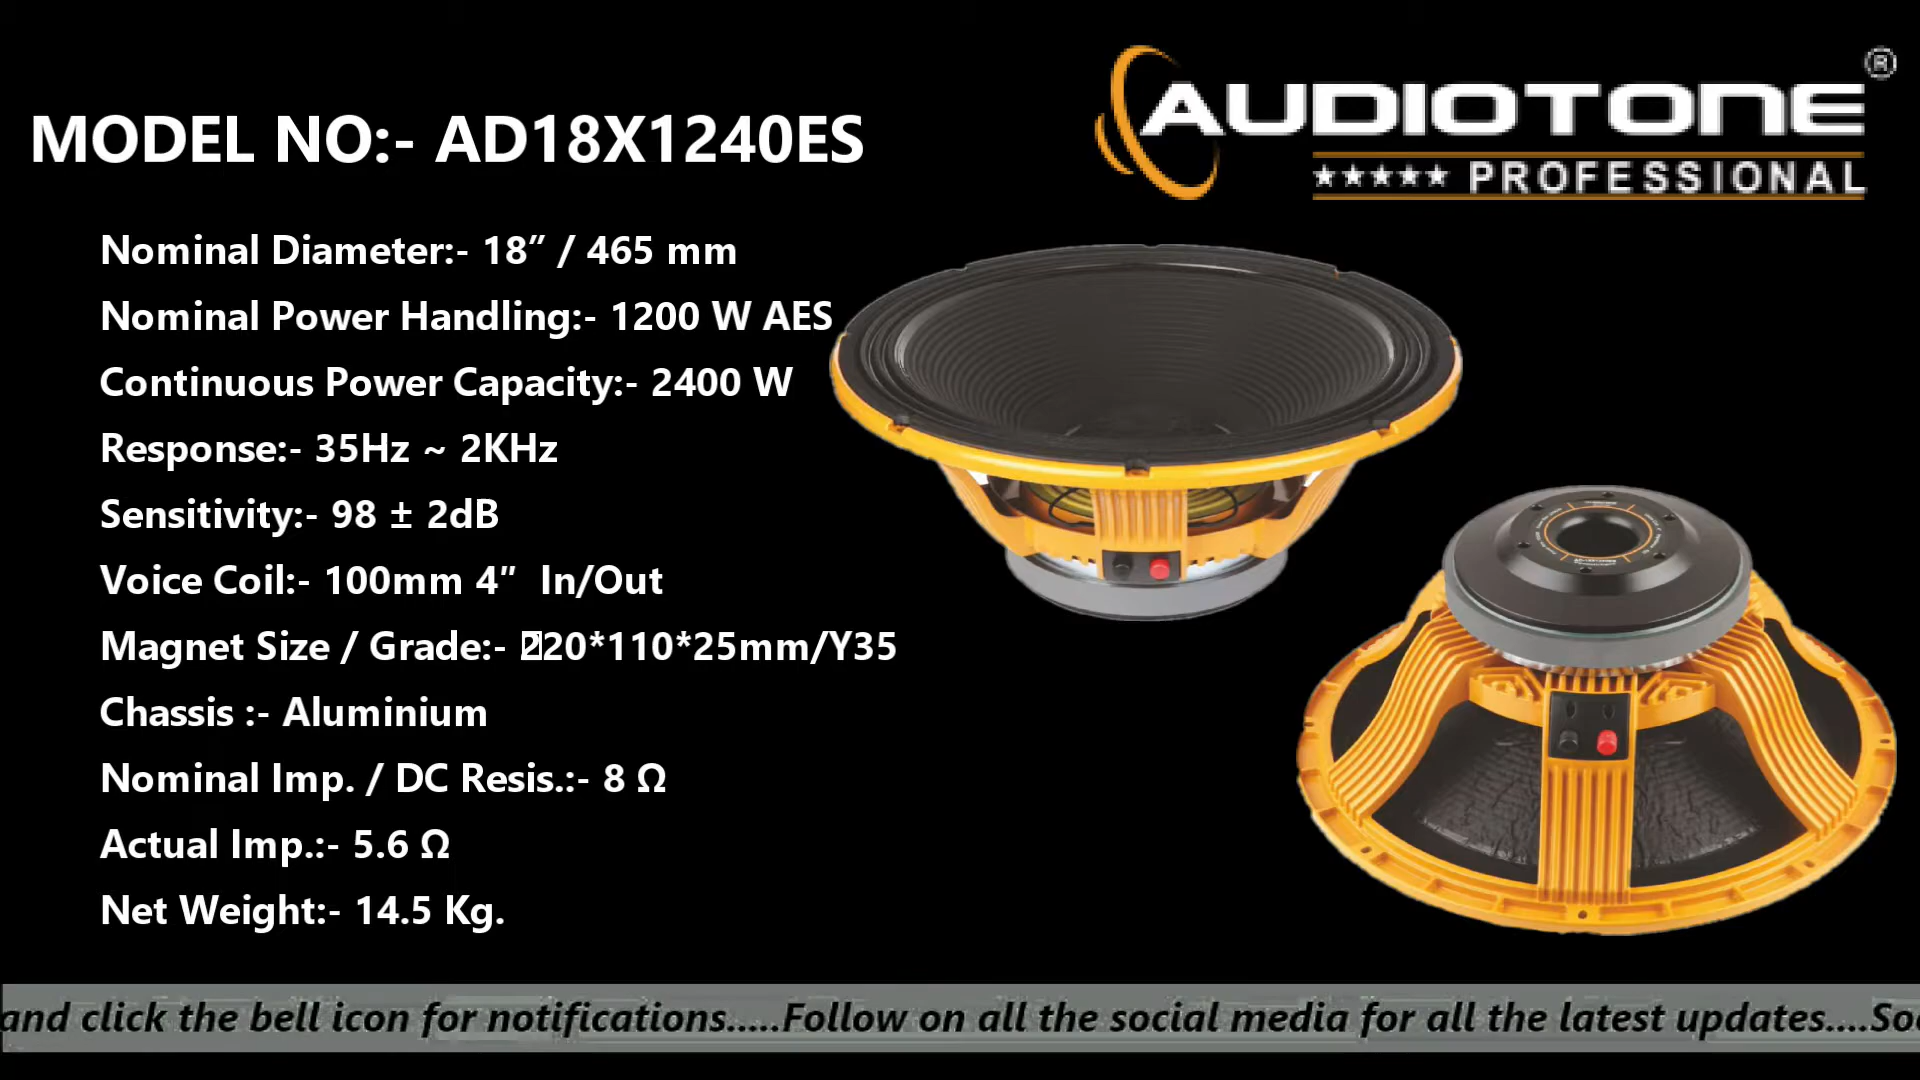 AUDIOTONE ®
★★★★★ PROFESSIONAL
MODEL NO:- AD18X1240ES
Nominal Diameter:- 18” / 465 mm
Nominal Power Handling:- 1200 W AES
Continuous Power Capacity:- 2400 W
Response:- 35Hz ~ 2KHz
Sensitivity:- 98 ± 2dB
Voice Coil:- 100mm 4” In/Out
Magnet Size / Grade:- 220*110*25mm/Y35
Chassis :- Aluminium
Nominal Imp. / DC Resis.:- 8 Ω
Actual Imp.:- 5.6 Ω
Net Weight:- 14.5 Kg.
and click the bell icon for notifications.....Follow on all the social media for all the latest updates....So